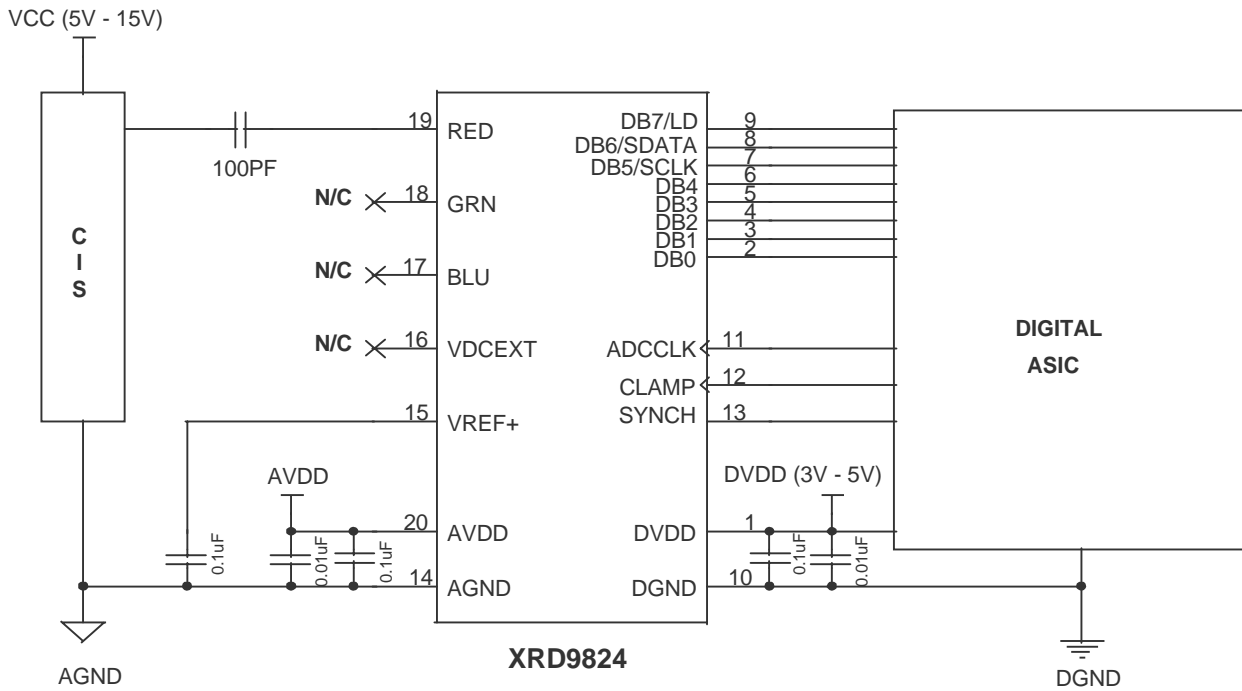 VCC (5V - 15V)
CIS
100PF
19 RED
N/C 18 GRN
N/C 17 BLU
N/C 16 VDCEXT
15 VREF+
AVDD
20 AVDD
14 AGND
0.1uF
0.01uF
0.1uF
AGND
DB7/LD 9
DB6/SDATA 8
DB5/SCLK 7
DB4 6
DB3 5
DB2 4
DB1 3
DB0 2
ADCCLK 11
CLAMP 12
SYNCH 13
DVDD (3V - 5V)
DVDD 1
DGND 10
0.1uF
0.01uF
XRD9824
DIGITAL
ASIC
DGND